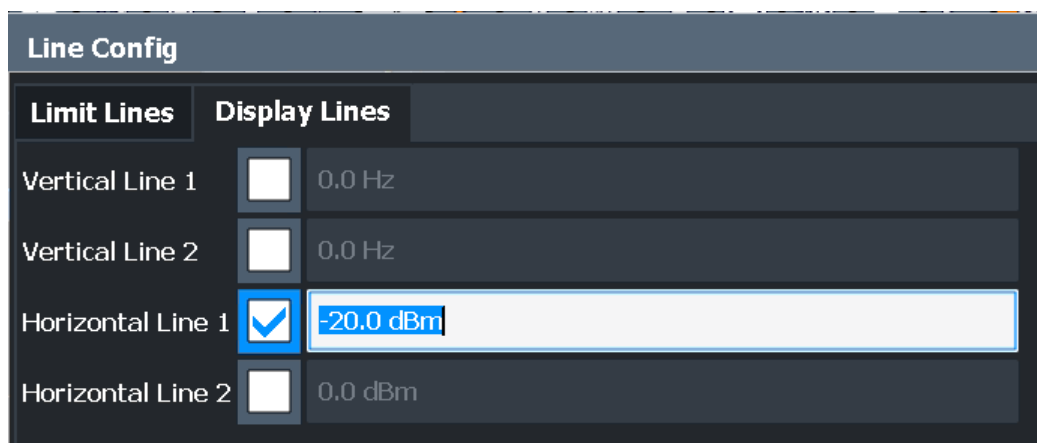 Line Config
Limit Lines Display Lines
Vertical Line 1 0.0 Hz
Vertical Line 2 0.0 Hz
Horizontal Line 1 -20.0 dBm
Horizontal Line 2 0.0 dBm